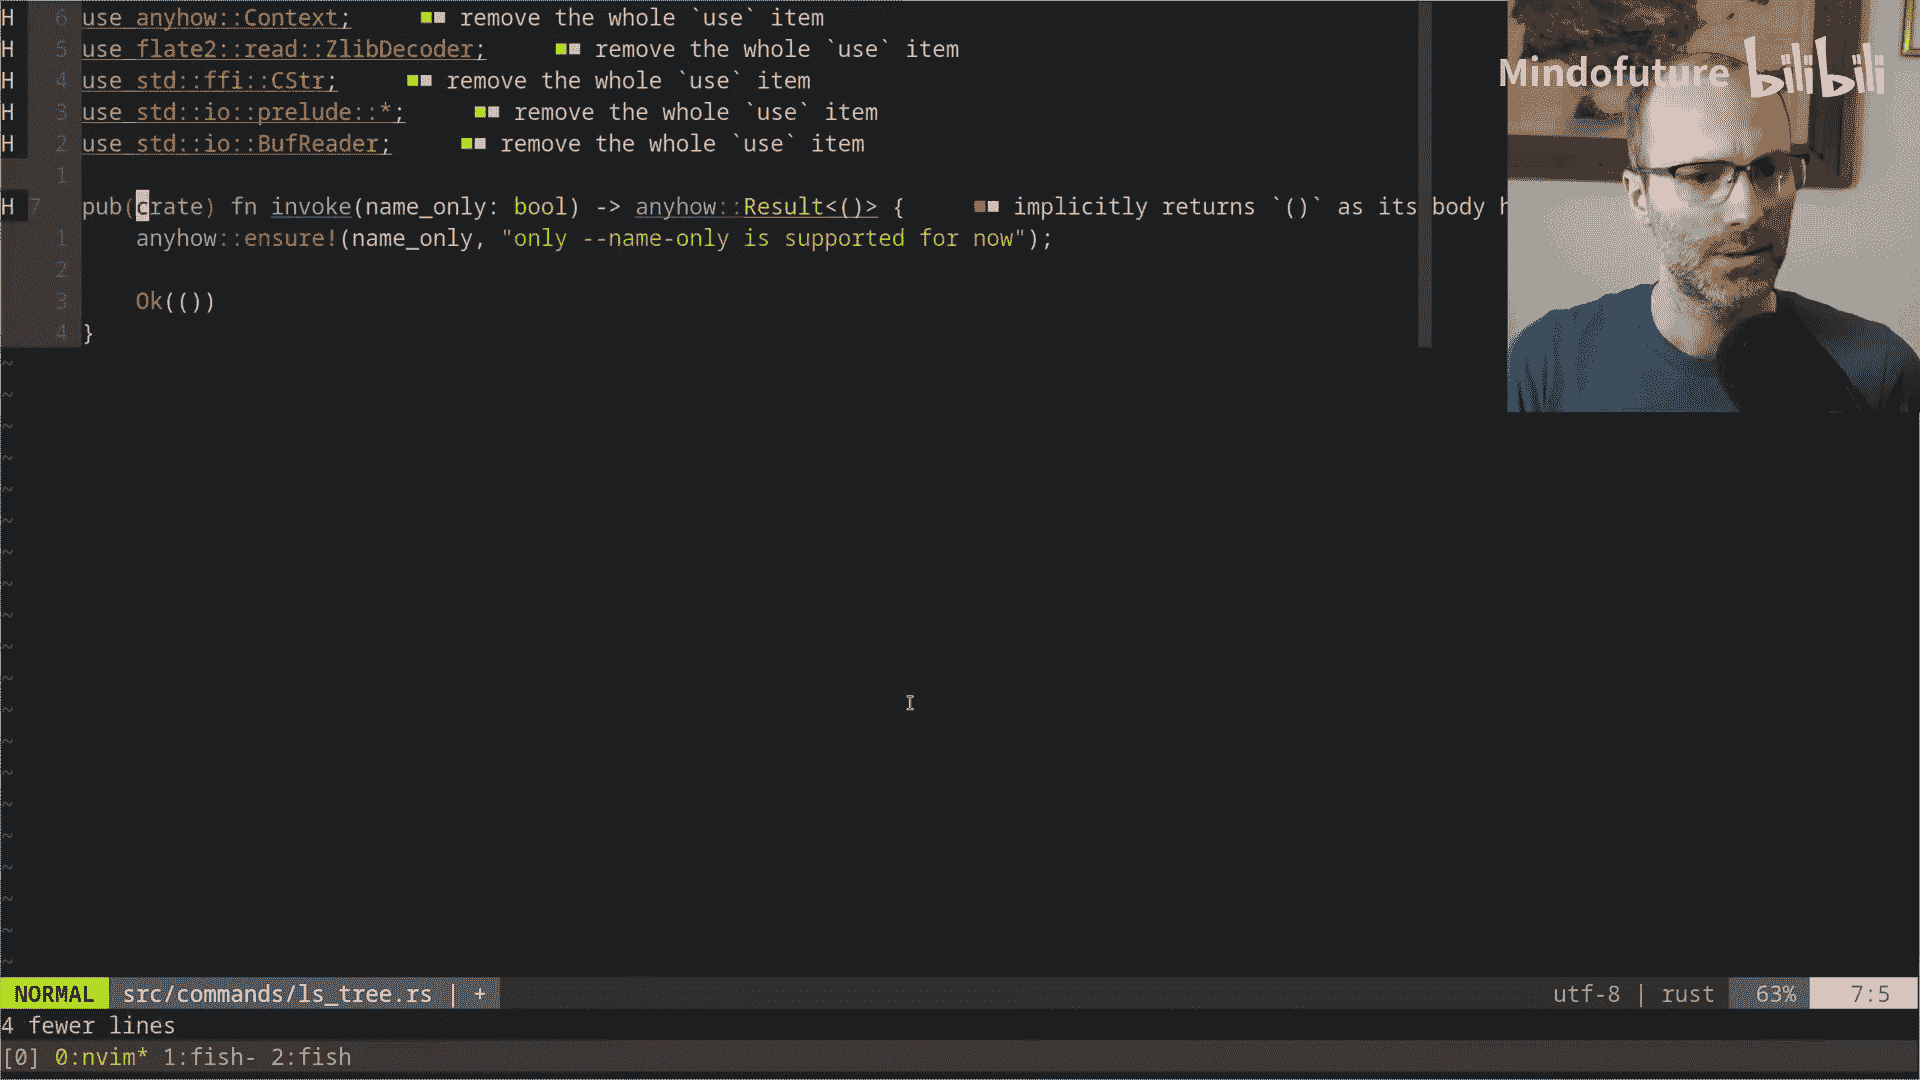 H 6 use anyhow::Context; ■■ remove the whole `use` item
H 5 use flate2::read::ZlibDecoder; ■■ remove the whole `use` item
H 4 use std::ffi::CStr; ■■ remove the whole `use` item
H 3 use std::io::prelude::*; ■■ remove the whole `use` item
H 2 use std::io::BufReader; ■■ remove the whole `use` item
1
H 7 pub(crate) fn invoke(name_only: bool) -> anyhow::Result<()> { ■■ implicitly returns `()` as its body h
1 anyhow::ensure!(name_only, "only --name-only is supported for now");
2
3 Ok(())
4 }
Mindofuture bilibili
NORMAL src/commands/ls_tree.rs | + utf-8 | rust 63% 7:5
4 fewer lines
[0] 0:nvim* 1:fish- 2:fish